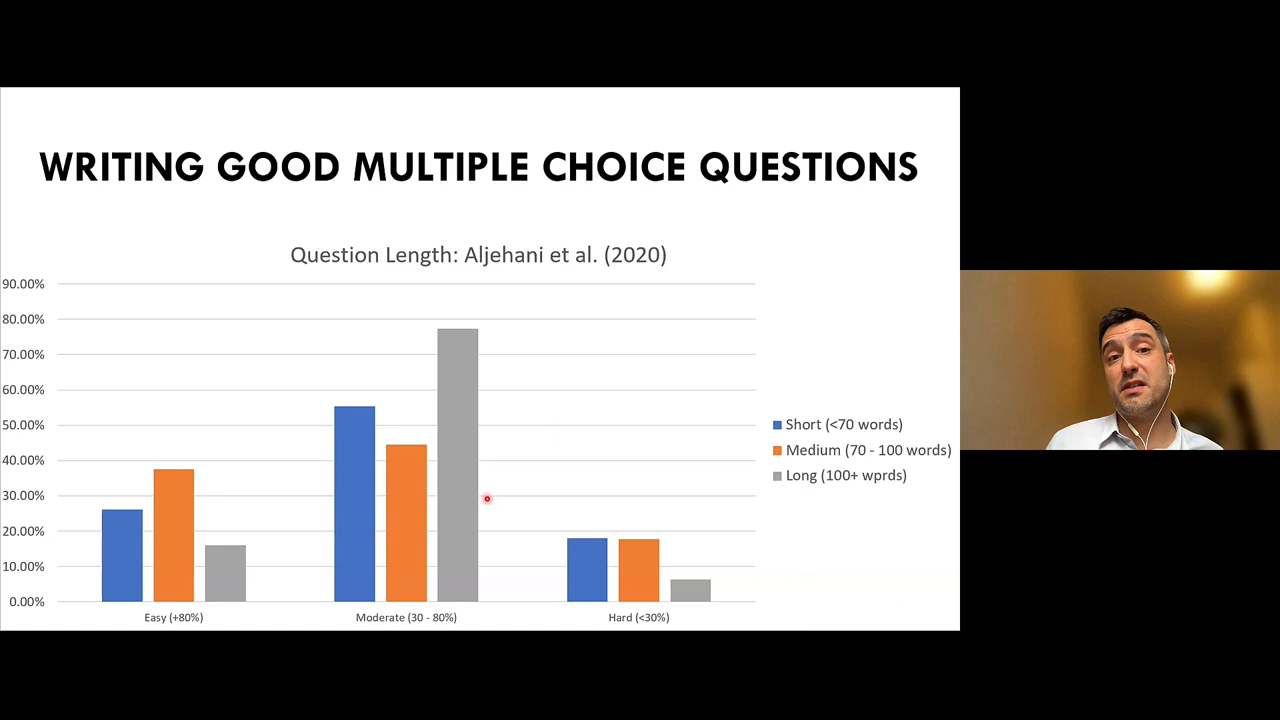 WRITING GOOD MULTIPLE CHOICE QUESTIONS
Question Length: Aljehani et al. (2020)
90.00%
80.00%
70.00%
60.00%
50.00%
40.00%
30.00%
20.00%
10.00%
0.00%
Easy (+80%)
Moderate (30 - 80%)
Hard (<30%)
Short (<70 words)
Medium (70 - 100 words)
Long (100+ wprds)